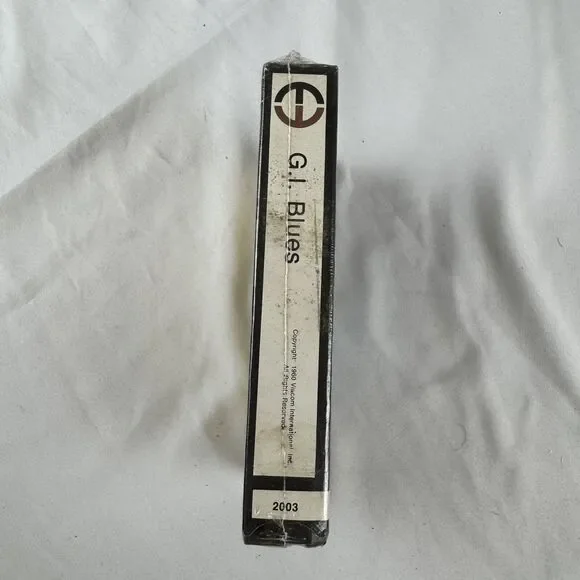 G.I. Blues
Copyright 1960 Viacom International Inc.
All Rights Reserved.
2003